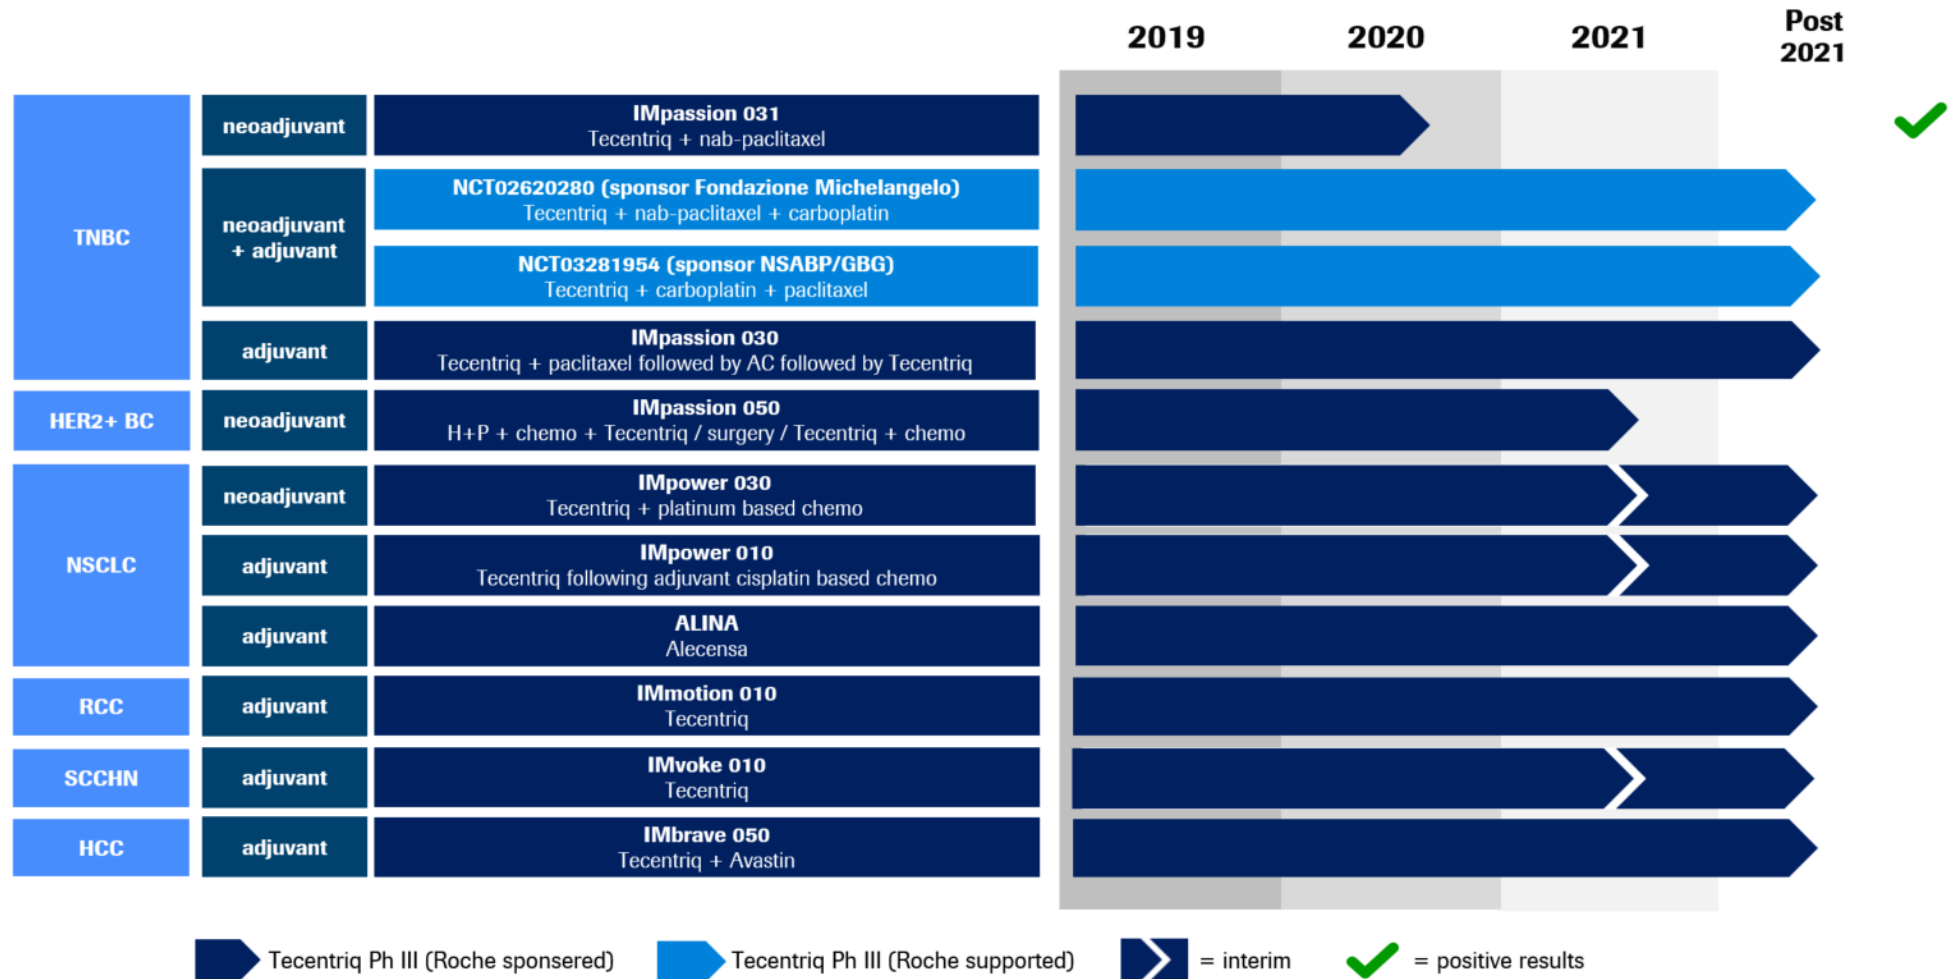 2019
2020
2021
Post
2021
TNBC
neoadjuvant
IMpassion 031
Tecentriq + nab-paclitaxel
neoadjuvant
+ adjuvant
NCT02620280 (sponsor Fondazione Michelangelo)
Tecentriq + nab-paclitaxel + carboplatin
NCT03281954 (sponsor NSABP/GBG)
Tecentriq + carboplatin + paclitaxel
adjuvant
IMpassion 030
Tecentriq + paclitaxel followed by AC followed by Tecentriq
HER2+ BC
neoadjuvant
IMpassion 050
H+P + chemo + Tecentriq / surgery / Tecentriq + chemo
NSCLC
neoadjuvant
IMpower 030
Tecentriq + platinum based chemo
adjuvant
IMpower 010
Tecentriq following adjuvant cisplatin based chemo
adjuvant
ALINA
Alecensa
RCC
adjuvant
IMmotion 010
Tecentriq
SCCHN
adjuvant
IMvoke 010
Tecentriq
HCC
adjuvant
IMbrave 050
Tecentriq + Avastin
Tecentriq Ph III (Roche sponsered)
Tecentriq Ph III (Roche supported)
= interim
= positive results